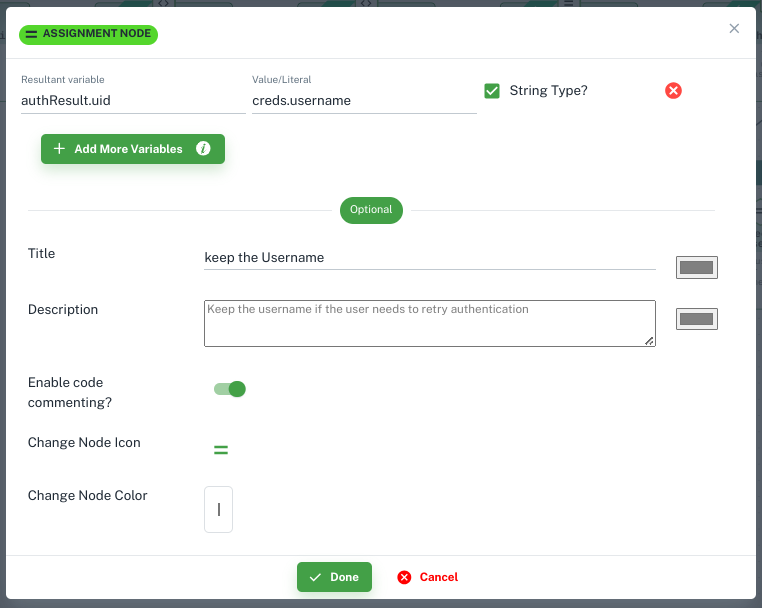 ASSIGNMENT NODE
Resultant variable
Value/Literal
authResult.uid
creds.username
String Type?
Add More Variables i
Optional
Title
keep the Username
Description
Keep the username if the user needs to retry authentication
Enable code
commenting?
Change Node Icon
Change Node Color
Done
Cancel